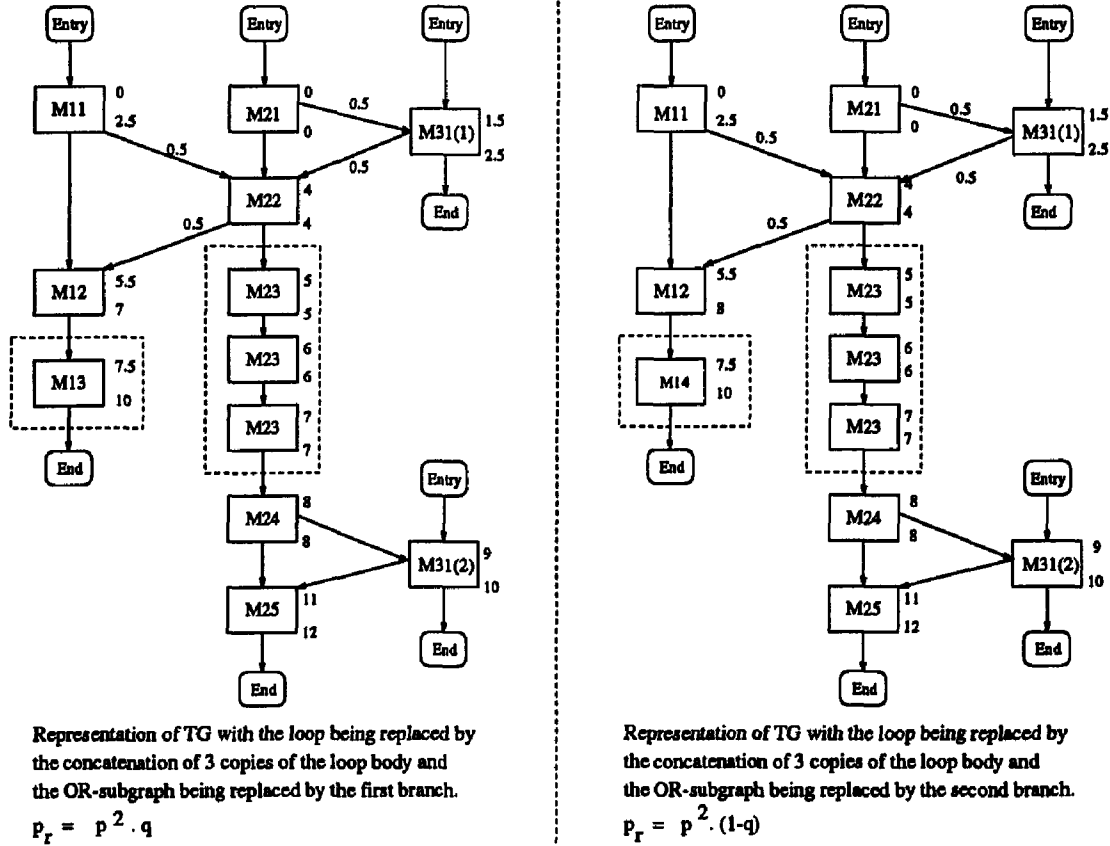 Entry
Entry
Entry
M11
0
2.5
M21
0
0
0.5
M31(1)
1.5
2.5
0.5
0.5
M22
4
4
End
0.5
M12
5.5
7
M23
5
5
M23
6
6
M13
7.5
10
M23
7
7
End
Entry
M24
8
8
M31(2)
9
10
M25
11
12
End
End
Representation of TG with the loop being replaced by
the concatenation of 3 copies of the loop body and
the OR-subgraph being replaced by the first branch.
p_r = p^2 . q
Entry
Entry
Entry
M11
0
2.5
M21
0
0
0.5
M31(1)
1.5
2.5
0.5
0.5
M22
4
4
End
0.5
M12
5.5
8
M23
5
5
M23
6
6
M14
7.5
10
M23
7
7
End
Entry
M24
8
8
M31(2)
9
10
M25
11
12
End
End
Representation of TG with the loop being replaced by
the concatenation of 3 copies of the loop body and
the OR-subgraph being replaced by the second branch.
p_r = p^2 . (1-q)